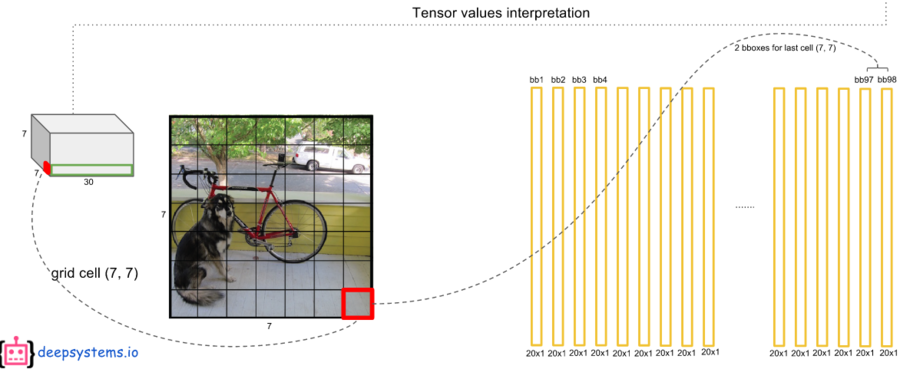 Tensor values interpretation
2 bboxes for last cell (7, 7)
bb1 bb2 bb3 bb4
bb97 bb98
7
7
30
7
7
grid cell (7, 7)
deepsystems.io
20x1 20x1 20x1 20x1 20x1 20x1 20x1 20x1 20x1
.......
20x1 20x1 20x1 20x1 20x1 20x1